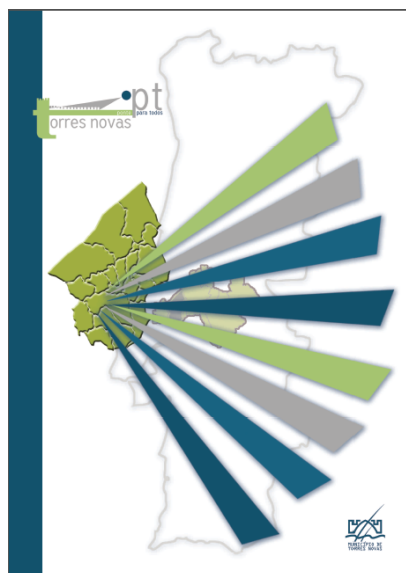 .pt
para todos
torres novas
MUNICÍPIO DE
TORRES NOVAS